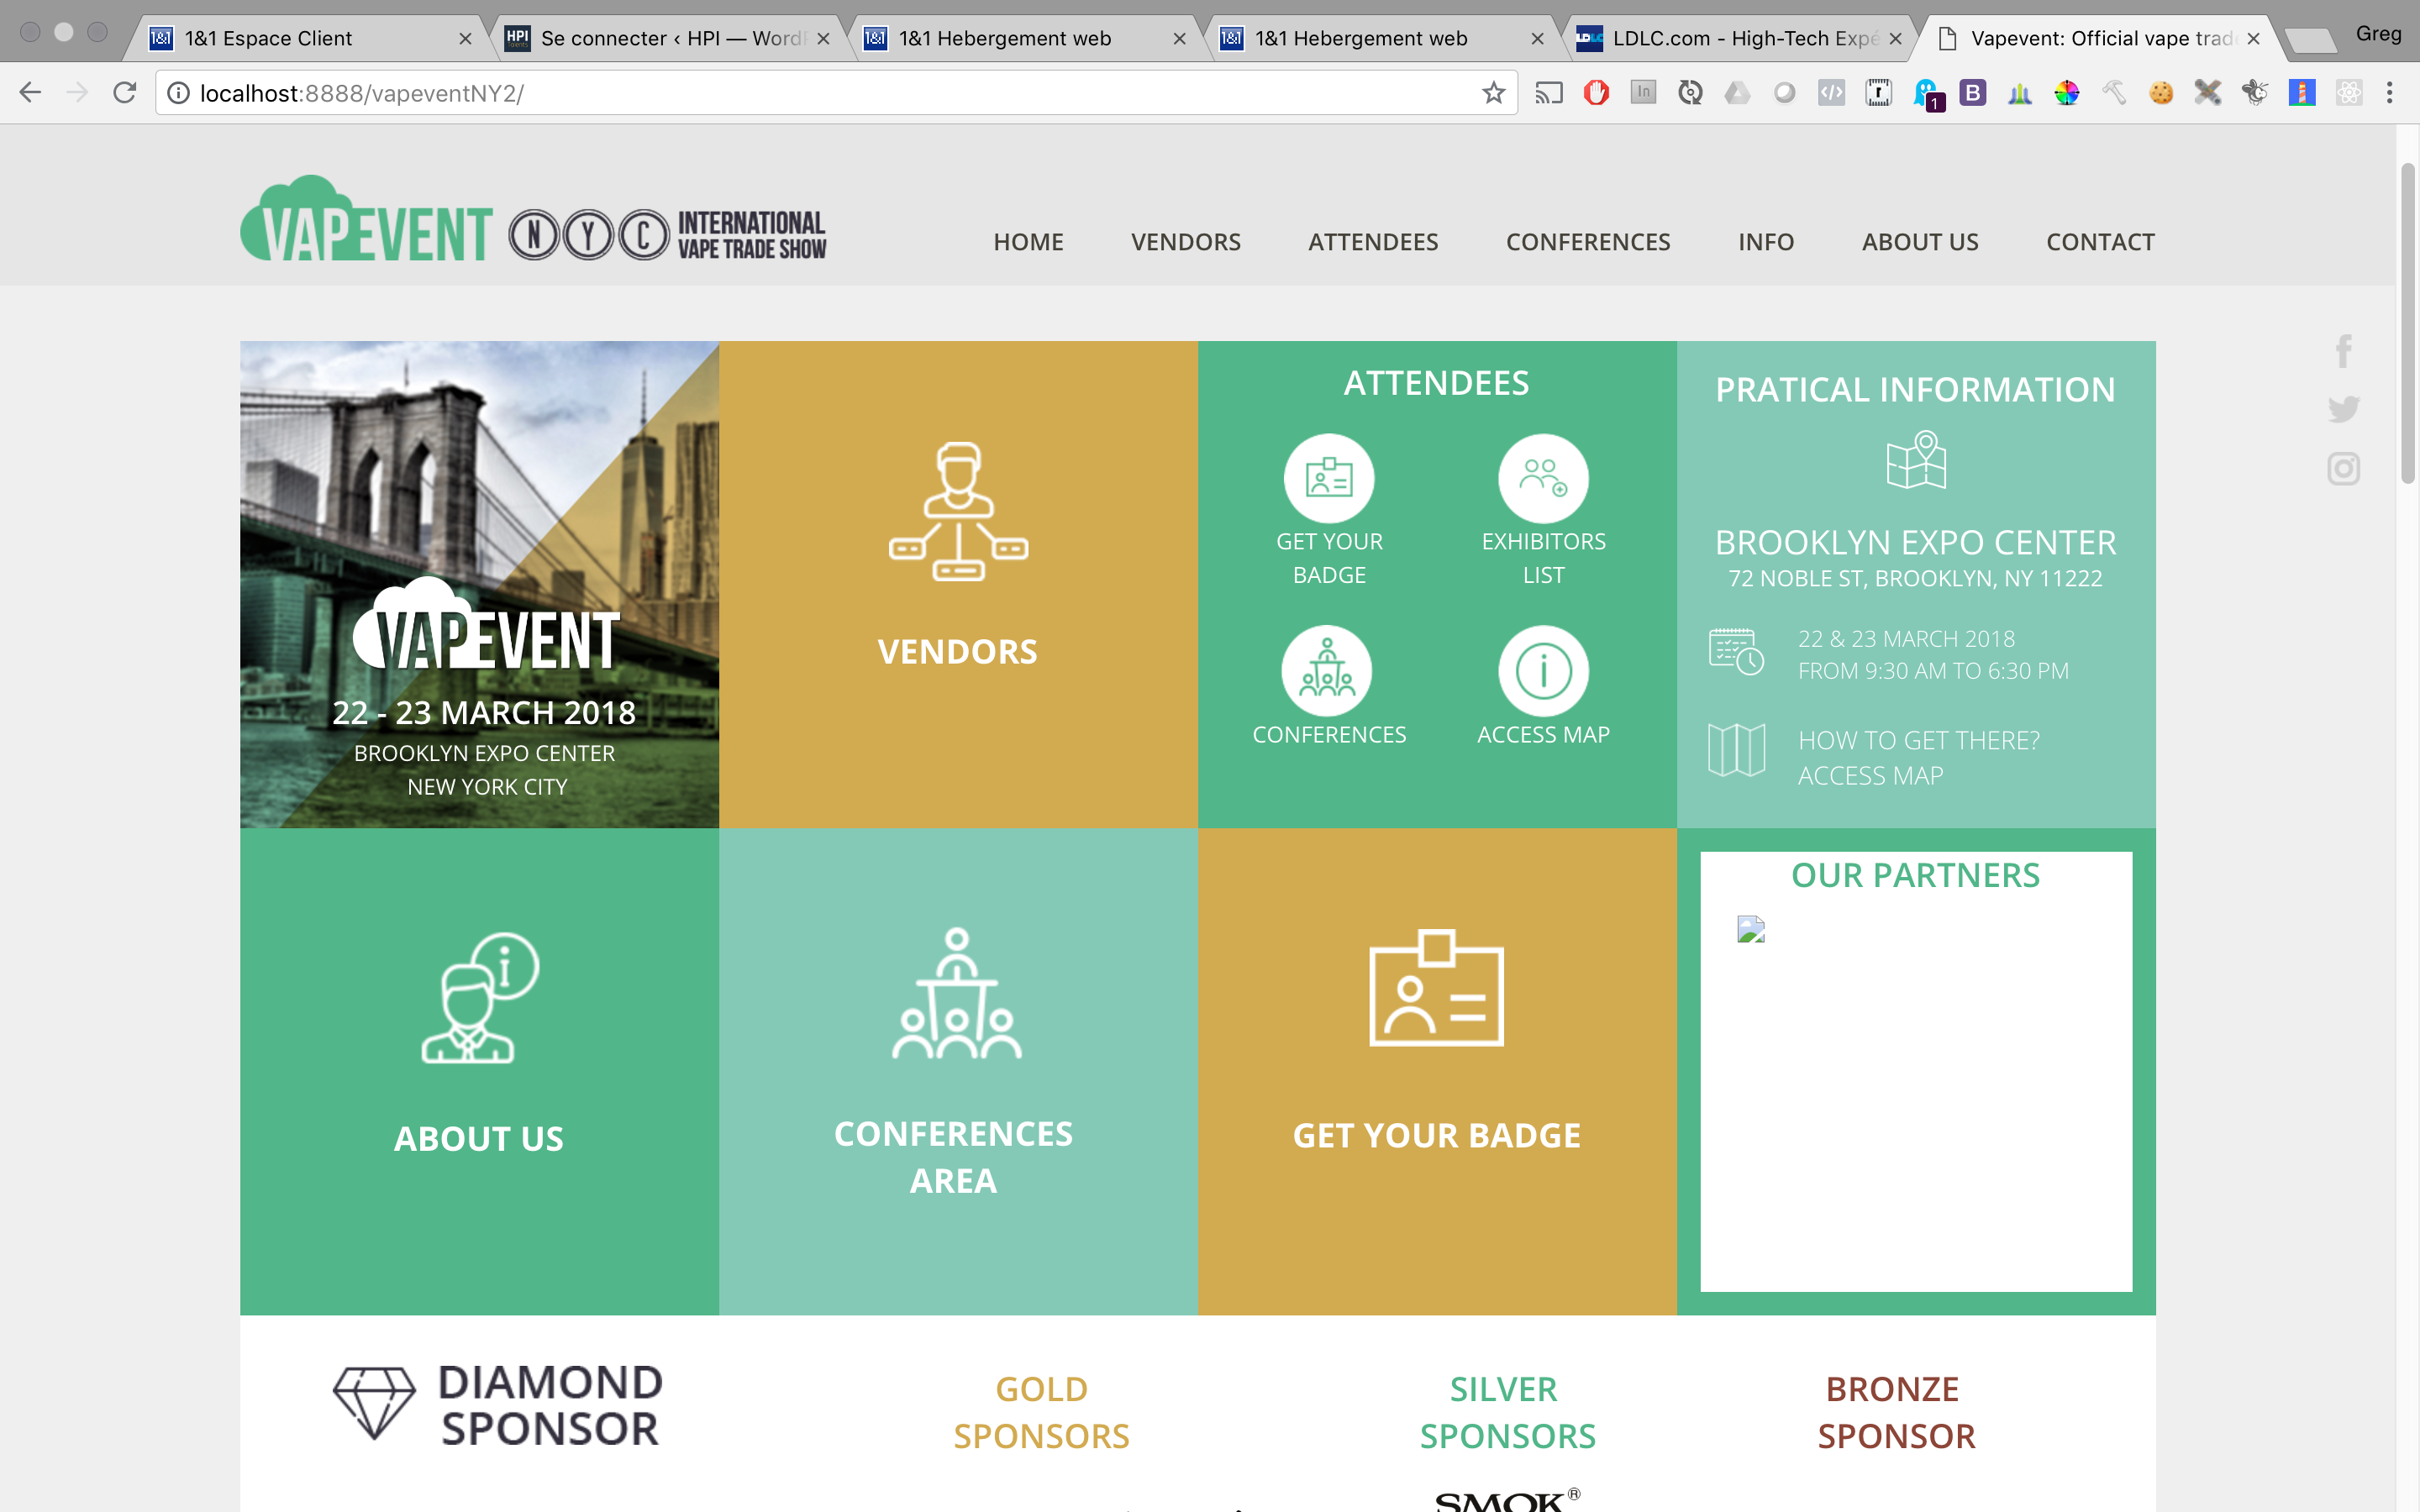 1&1 Espace Client
Se connecter ‹ HPI — WordP
1&1 Hebergement web
1&1 Hebergement web
LDLC.com - High-Tech Expé
Vapevent: Official vape trad
Greg
localhost:8888/vapeventNY2/
1
VAPEVENT NYC INTERNATIONAL
VAPE TRADE SHOW
HOME
VENDORS
ATTENDEES
CONFERENCES
INFO
ABOUT US
CONTACT
VAPEVENT
22 - 23 MARCH 2018
BROOKLYN EXPO CENTER
NEW YORK CITY
VENDORS
ATTENDEES
GET YOUR
BADGE
EXHIBITORS
LIST
CONFERENCES
ACCESS MAP
PRATICAL INFORMATION
BROOKLYN EXPO CENTER
72 NOBLE ST, BROOKLYN, NY 11222
22 & 23 MARCH 2018
FROM 9:30 AM TO 6:30 PM
HOW TO GET THERE?
ACCESS MAP
ABOUT US
CONFERENCES
AREA
GET YOUR BADGE
OUR PARTNERS
DIAMOND
SPONSOR
GOLD
SPONSORS
SILVER
SPONSORS
BRONZE
SPONSOR
SMOK®